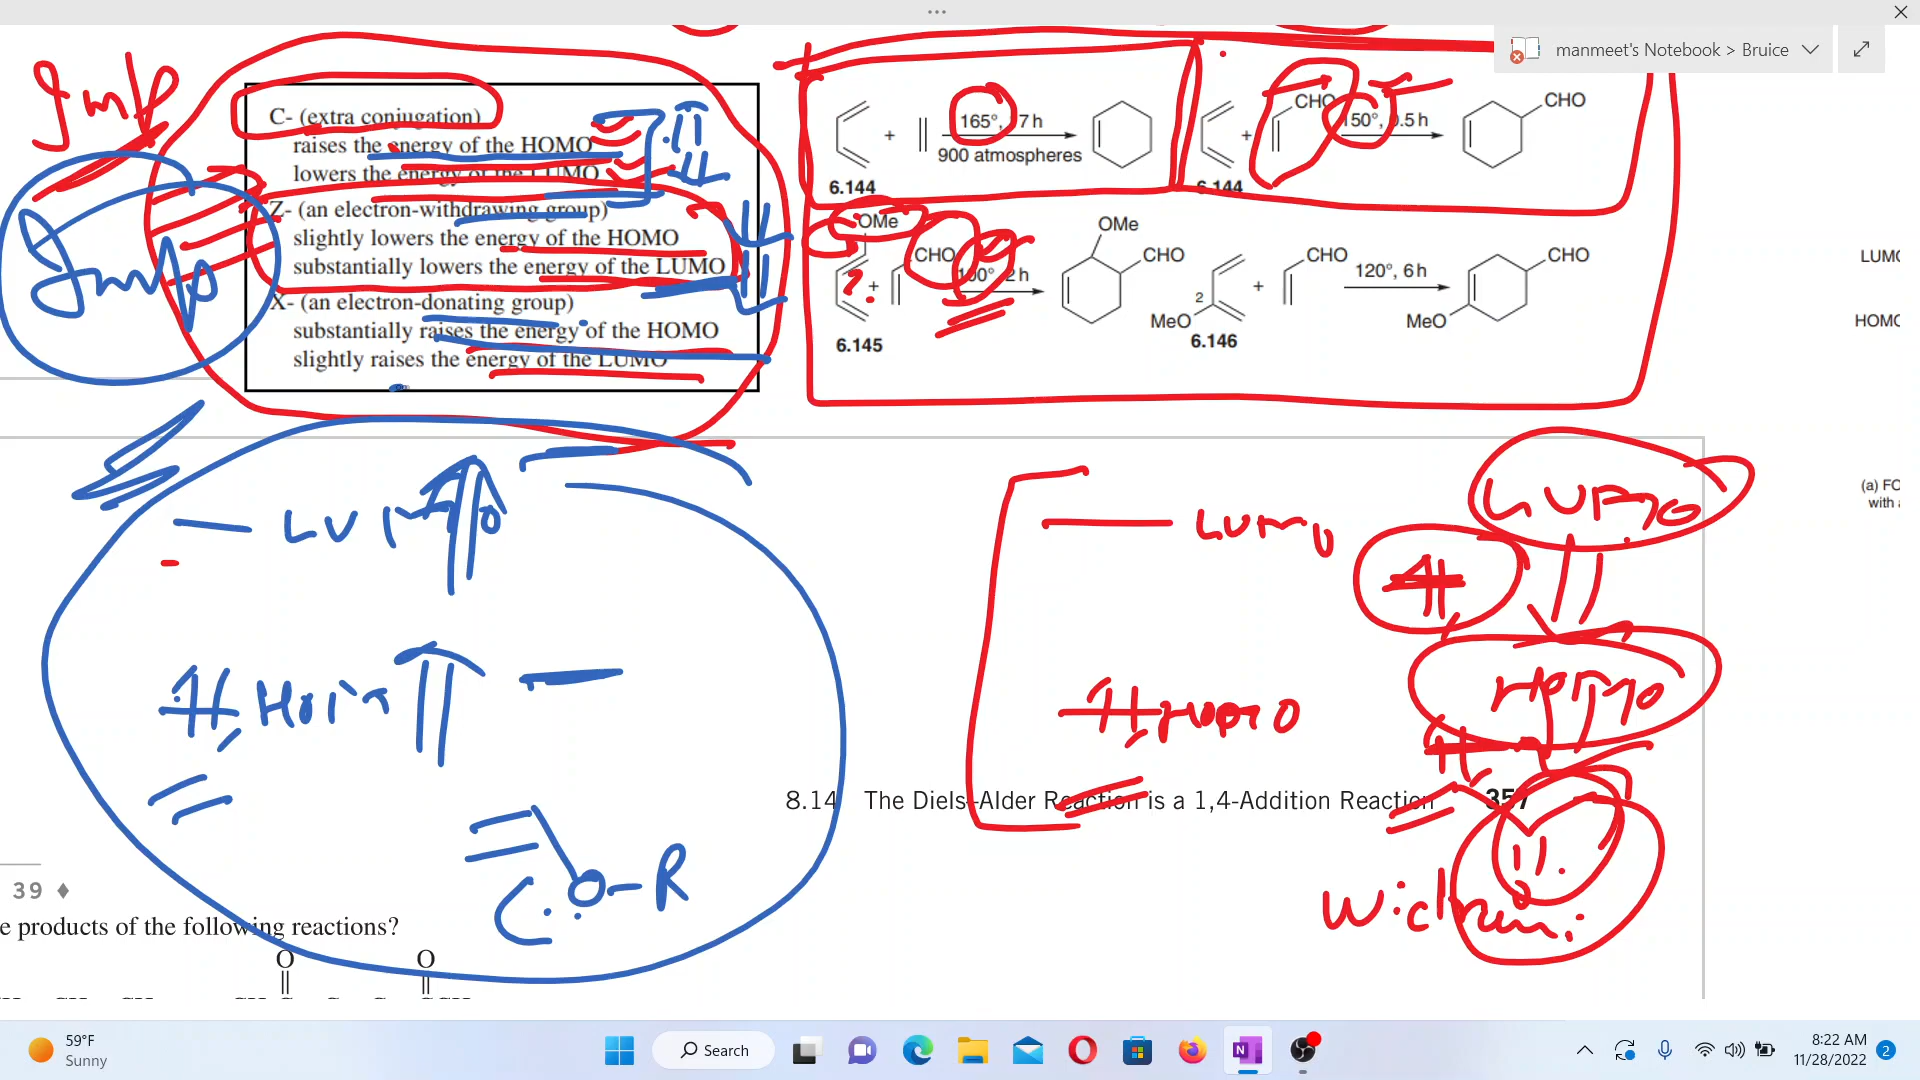 manmeet's Notebook > Bruice
Imp
C- (extra conjugation)
raises the energy of the HOMO
lowers the energy of the LUMO
Z- (an electron-withdrawing group)
slightly lowers the energy of the HOMO
substantially lowers the energy of the LUMO
X- (an electron-donating group)
substantially raises the energy of the HOMO
slightly raises the energy of the LUMO
Imp
+ 165°, 17 h
900 atmospheres
6.144
+ CHO 150°, 0.5 h CHO
6.144
OMe
+ CHO 100°, 2 h OMe CHO
6.145
2 MeO + CHO 120°, 6 h MeO CHO
6.146
LUMO
HOMO
(a) FO
with a
LUMO
LUMO
HOMO
HOMO
O-R
8.14 The Diels–Alder Reaction is a 1,4-Addition Reaction 357
39 ♦
e products of the following reactions?
O O
59°F
Sunny
Search
8:22 AM
11/28/2022
2